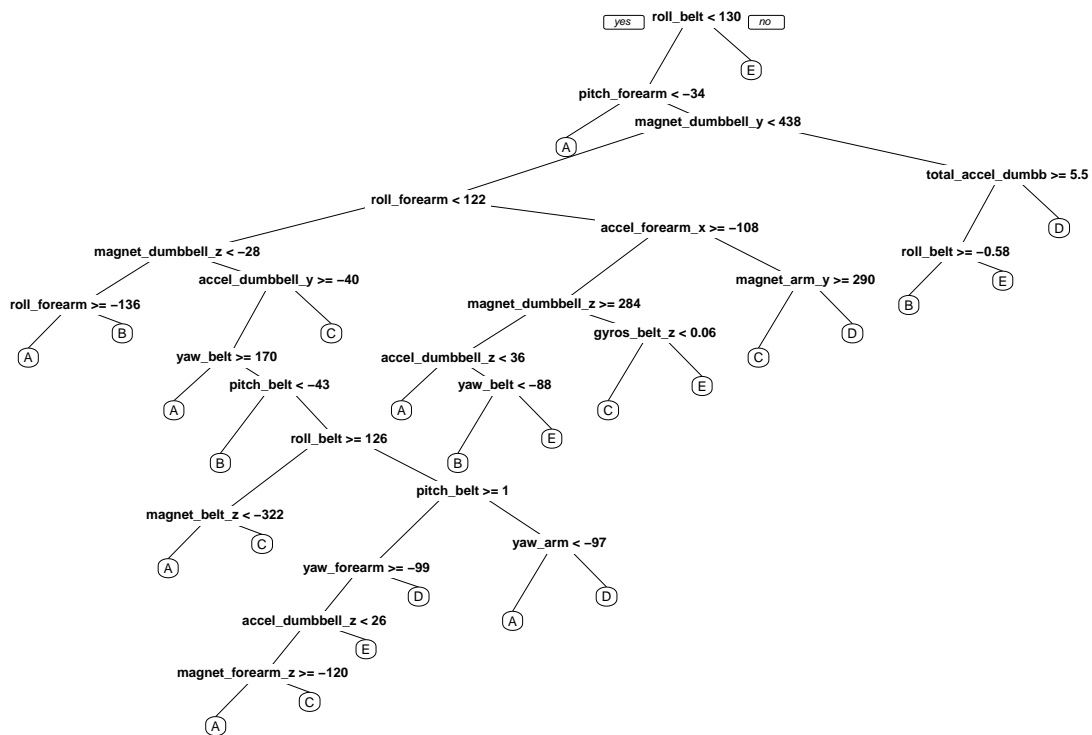 yes roll_belt < 130 no
E
pitch_forearm < −34
magnet_dumbbell_y < 438
A
total_accel_dumbb >= 5.5
roll_forearm < 122
accel_forearm_x >= −108
D
magnet_dumbbell_z < −28
roll_belt >= −0.58
accel_dumbbell_y >= −40
magnet_arm_y >= 290
E
roll_forearm >= −136
magnet_dumbbell_z >= 284
B
B
C
gyros_belt_z < 0.06
D
A
yaw_belt >= 170
accel_dumbbell_z < 36
C
pitch_belt < −43
yaw_belt < −88
E
A
A
C
roll_belt >= 126
E
B
B
pitch_belt >= 1
magnet_belt_z < −322
C
yaw_arm < −97
A
yaw_forearm >= −99
D
D
accel_dumbbell_z < 26
A
E
magnet_forearm_z >= −120
C
A